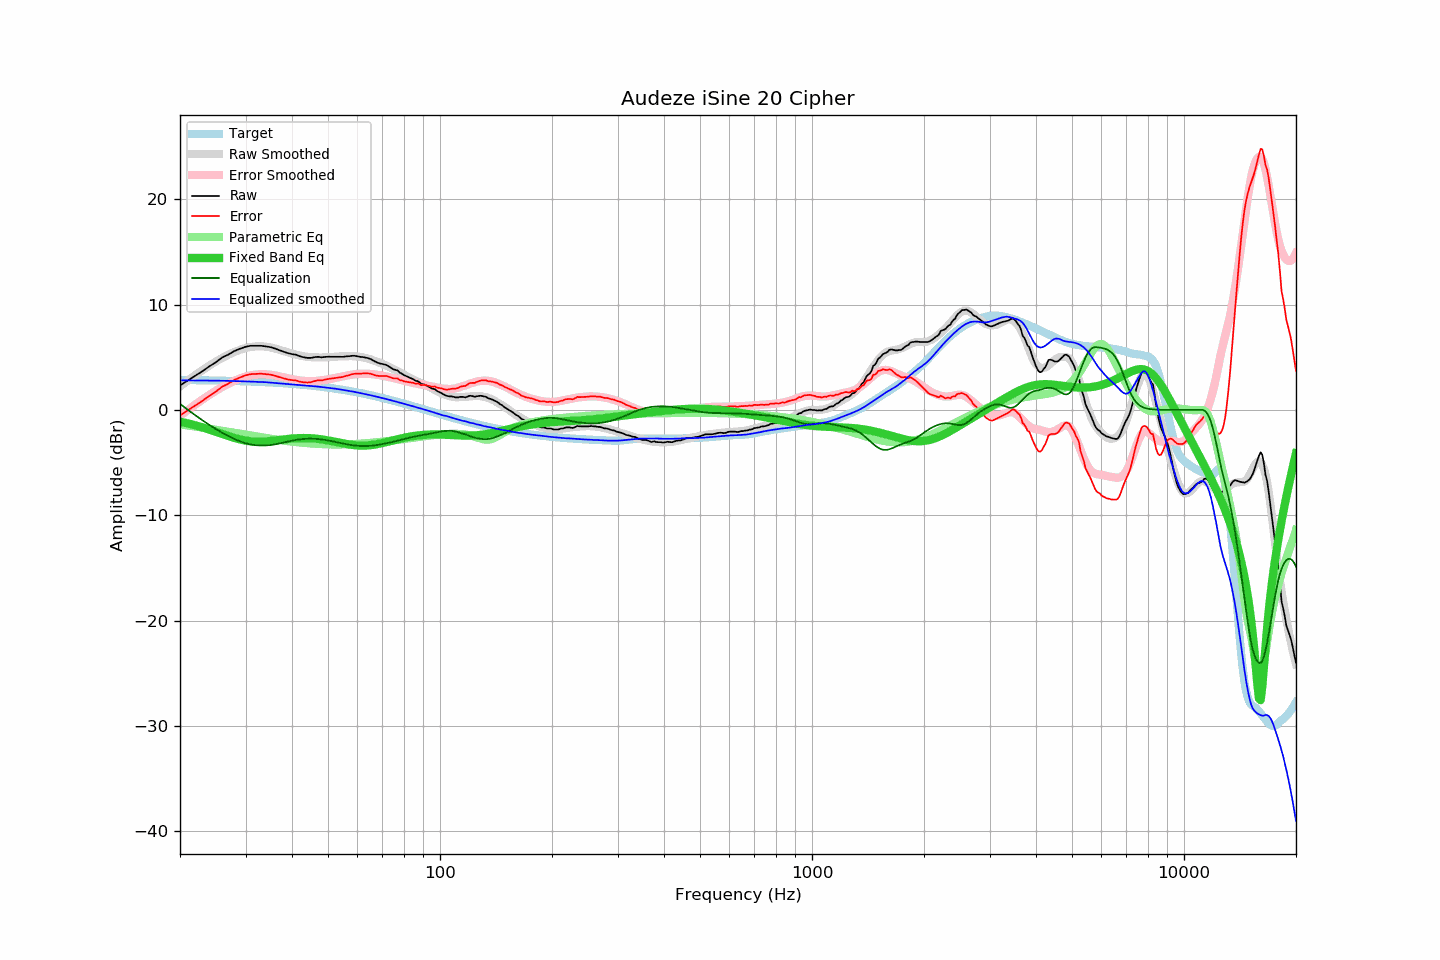 Audeze iSine 20 Cipher
Target
Raw Smoothed
Error Smoothed
Raw
Error
Parametric Eq
Fixed Band Eq
Equalization
Equalized smoothed
20
10
0
−10
−20
−30
−40
Amplitude (dBr)
100
1000
10000
Frequency (Hz)